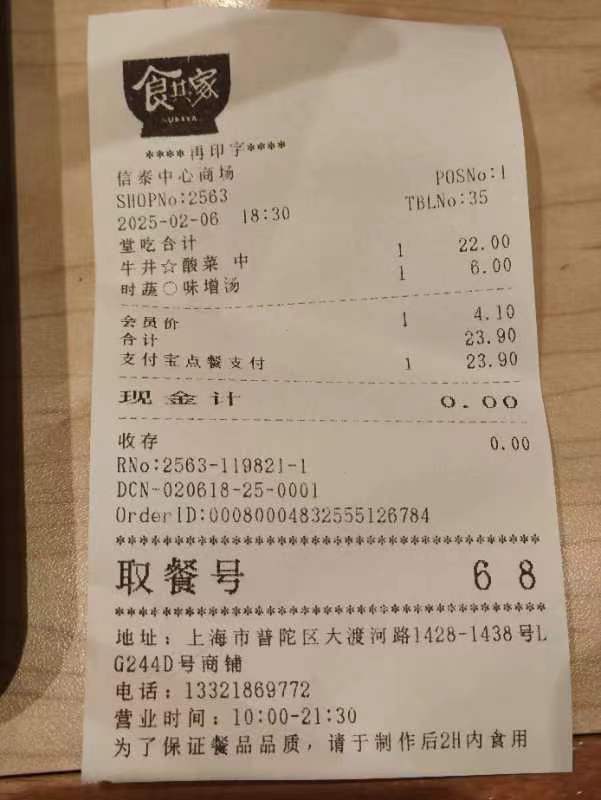 食其家
SUKIYA
****再印字****
信泰中心商场
SHOPNo:2563 POSNo:1
2025-02-06 18:30 TBLNo:35
堂吃合计
牛丼☆酸菜 中 1 22.00
时蔬○味增汤 1 6.00
会员价 1 4.10
合计 23.90
支付宝点餐支付 1 23.90
现金计 0.00
收存 0.00
RNo:2563-119821-1
DCN-020618-25-0001
OrderID:00080004832555126784
****************************************
取餐号 68
****************************************
地址：上海市普陀区大渡河路1428-1438号L
G244D号商铺
电话：13321869772
营业时间：10:00-21:30
为了保证餐品品质，请于制作后2H内食用